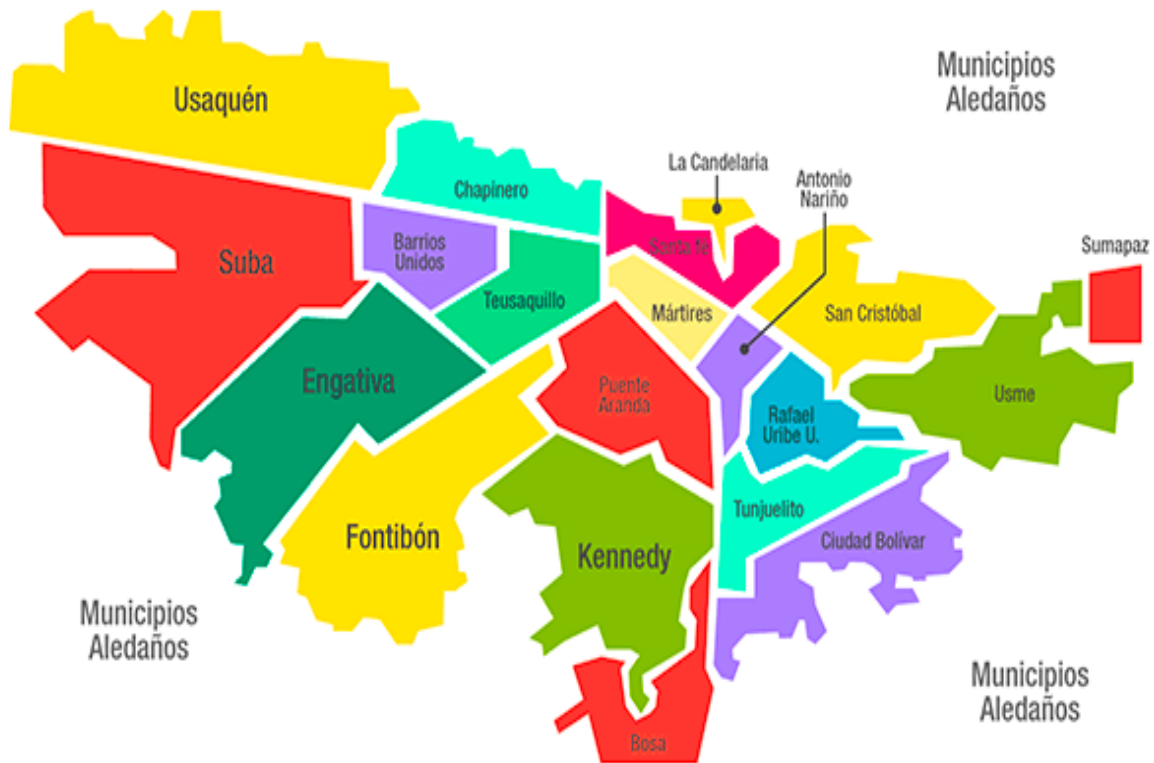 Municipios
Aledaños
Usaquén
La Candelaria
Antonio
Nariño
Chapinero
Santa fe
Sumapaz
Barrios
Unidos
Suba
Teusaquillo
Mártires
San Cristóbal
Engativa
Puente
Aranda
Usme
Rafael
Uribe U.
Tunjuelito
Fontibón
Kennedy
Ciudad Bolívar
Municipios
Aledaños
Municipios
Aledaños
Bosa